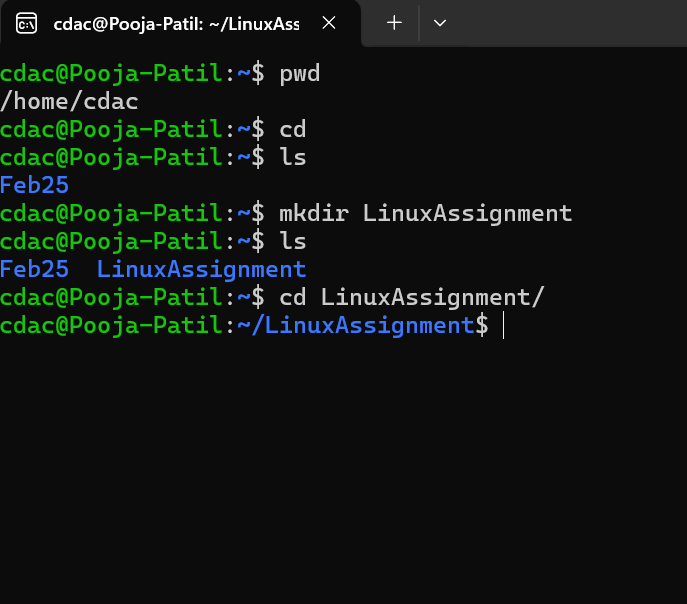 cdac@Pooja-Patil: ~/LinuxAss
cdac@Pooja-Patil:~$ pwd
/home/cdac
cdac@Pooja-Patil:~$ cd
cdac@Pooja-Patil:~$ ls
Feb25
cdac@Pooja-Patil:~$ mkdir LinuxAssignment
cdac@Pooja-Patil:~$ ls
Feb25  LinuxAssignment
cdac@Pooja-Patil:~$ cd LinuxAssignment/
cdac@Pooja-Patil:~/LinuxAssignment$